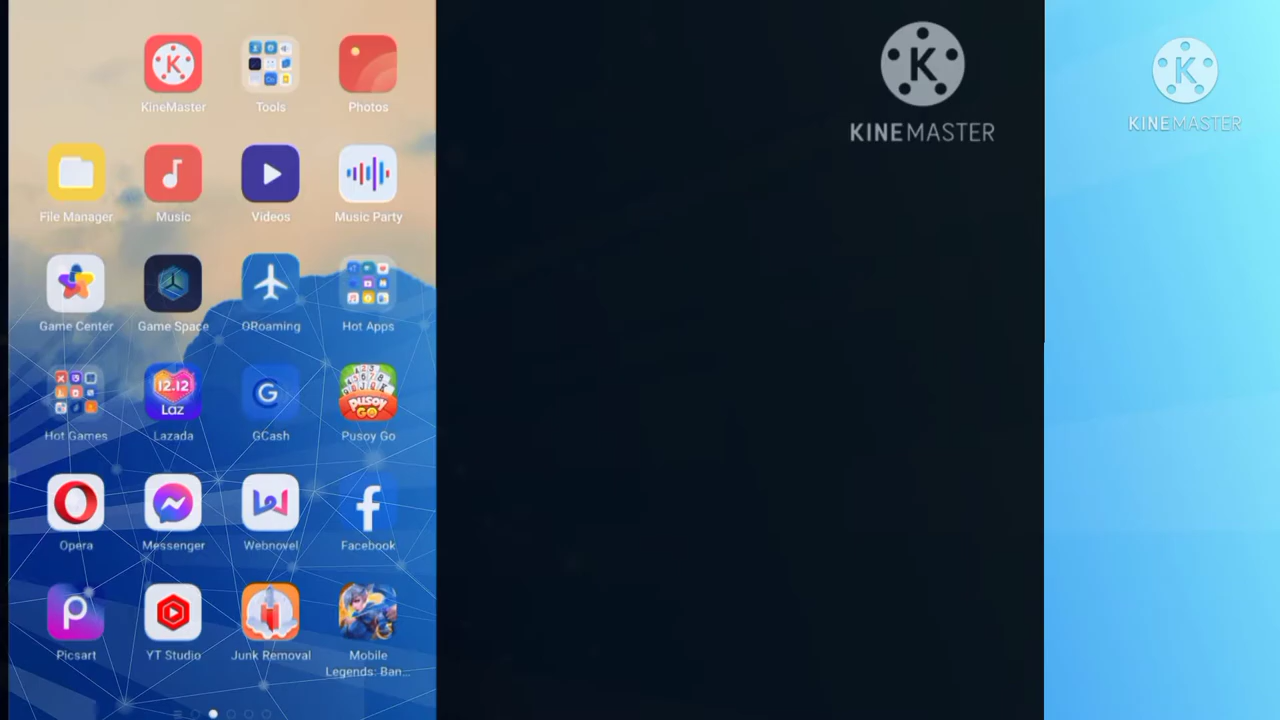 KineMaster
Tools
Photos
K
KINEMASTER
K
KINEMASTER
File Manager
Music
Videos
Music Party
Game Center
Game Space
ORoaming
Hot Apps
12.12
Laz
PUSOY
GO
Hot Games
Lazada
GCash
Pusoy Go
Opera
Messenger
Webnovel
Facebook
Picsart
YT Studio
Junk Removal
Mobile
Legends: Ban...